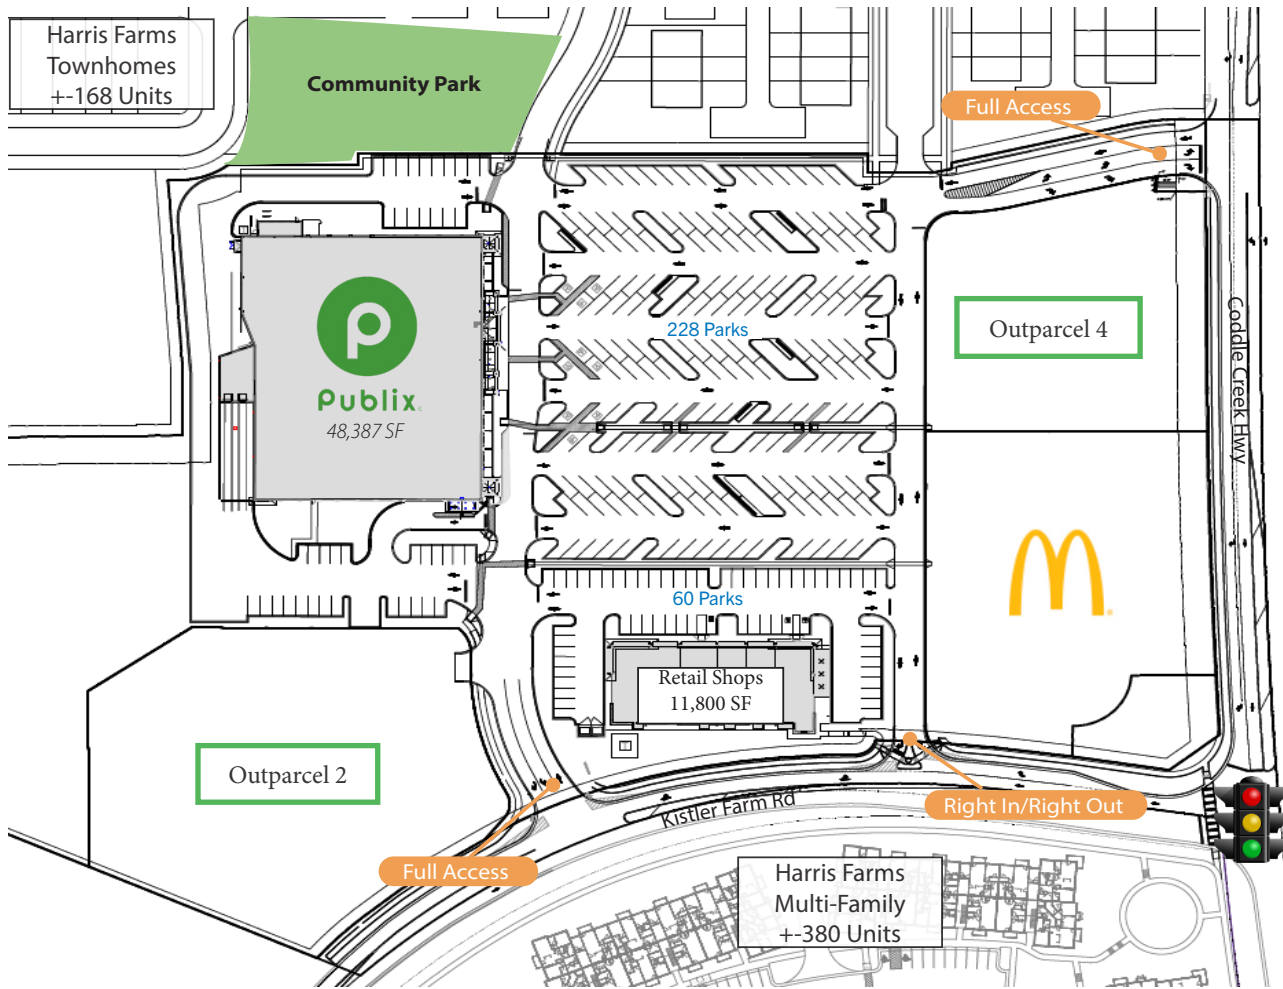 Harris Farms
Townhomes
+-168 Units
Community Park
Full Access
228 Parks
Outparcel 4
Coddle Creek Hwy
Publix
48,387 SF
60 Parks
Retail Shops
11,800 SF
Outparcel 2
Kistler Farm Rd
Right In/Right Out
Full Access
Harris Farms
Multi-Family
+-380 Units